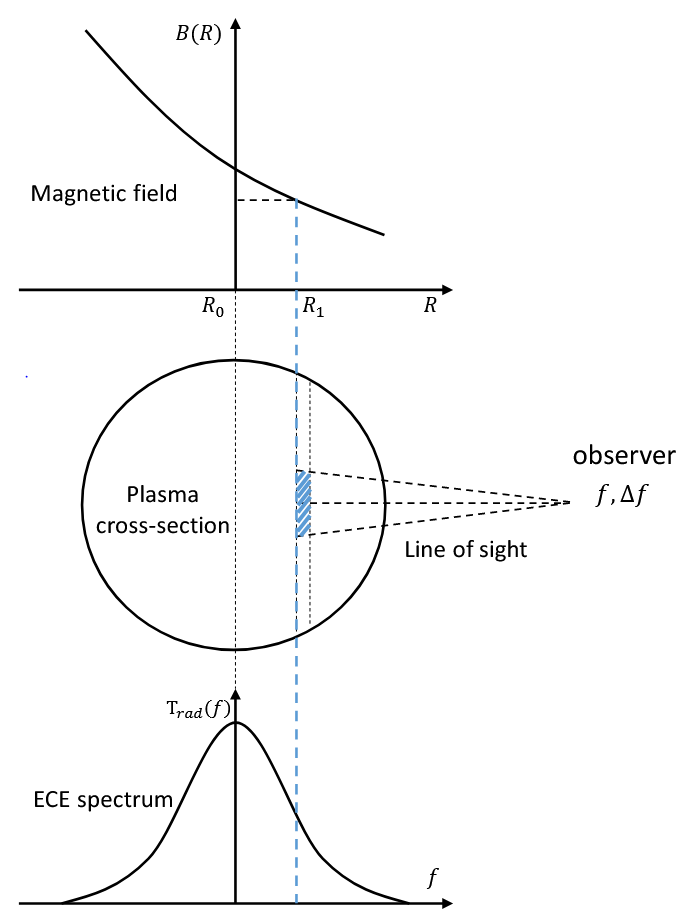 B(R)
Magnetic field
R₀
R₁
R
observer
f, Δf
Plasma
cross-section
Line of sight
T_rad(f)
ECE spectrum
f